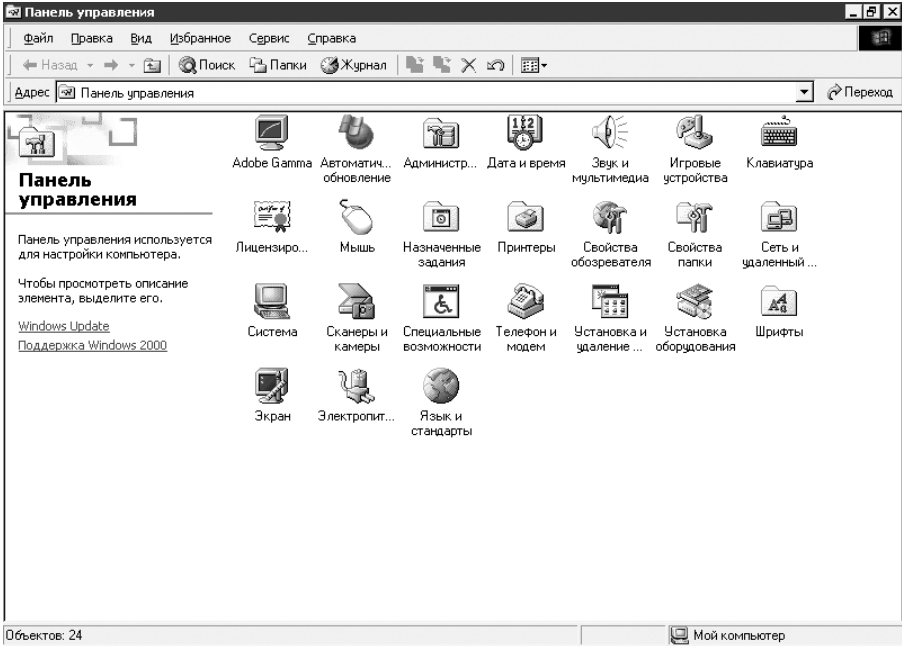 Панель управления
Файл Правка Вид Избранное Сервис Справка
Назад Поиск Папки Журнал
Адрес Панель управления Переход
Панель
управления
Панель управления используется
для настройки компьютера.
Чтобы просмотреть описание
элемента, выделите его.
Windows Update
Поддержка Windows 2000
Adobe Gamma
Автоматич...
обновление
Администр...
Дата и время
Звук и
мультимедиа
Игровые
устройства
Клавиатура
Лицензиро...
Мышь
Назначенные
задания
Принтеры
Свойства
обозревателя
Свойства
папки
Сеть и
удаленный ...
Система
Сканеры и
камеры
Специальные
возможности
Телефон и
модем
Установка и
удаление ...
Установка
оборудования
Шрифты
Экран
Электропит...
Язык и
стандарты
Объектов: 24
Мой компьютер